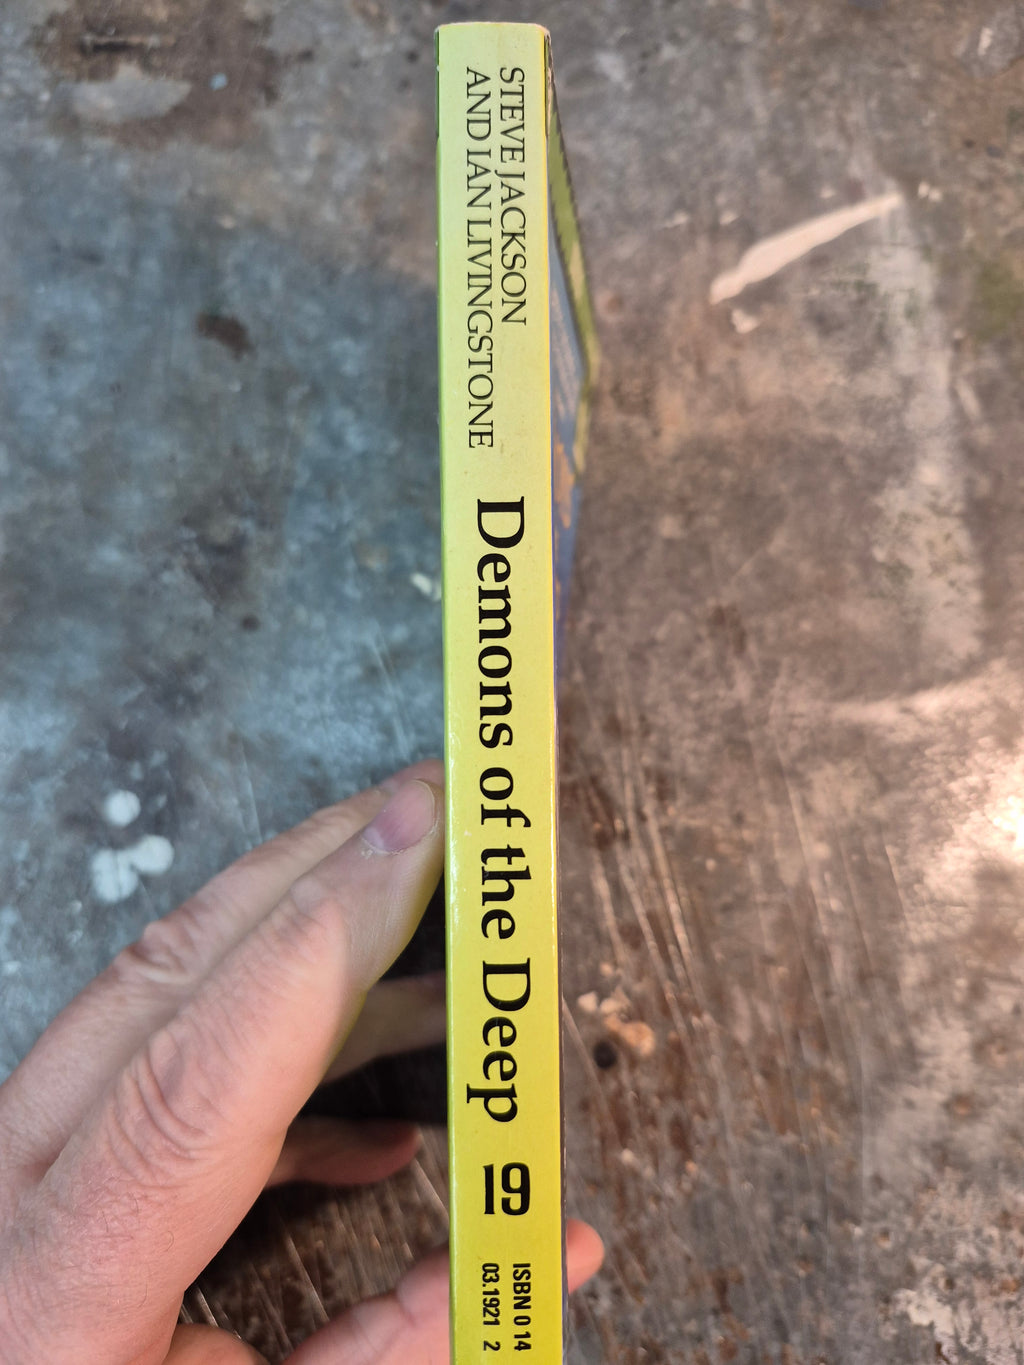 STEVE JACKSON
AND IAN LIVINGSTONE
Demons of the Deep
19
ISBN 0 14
03.1921 2